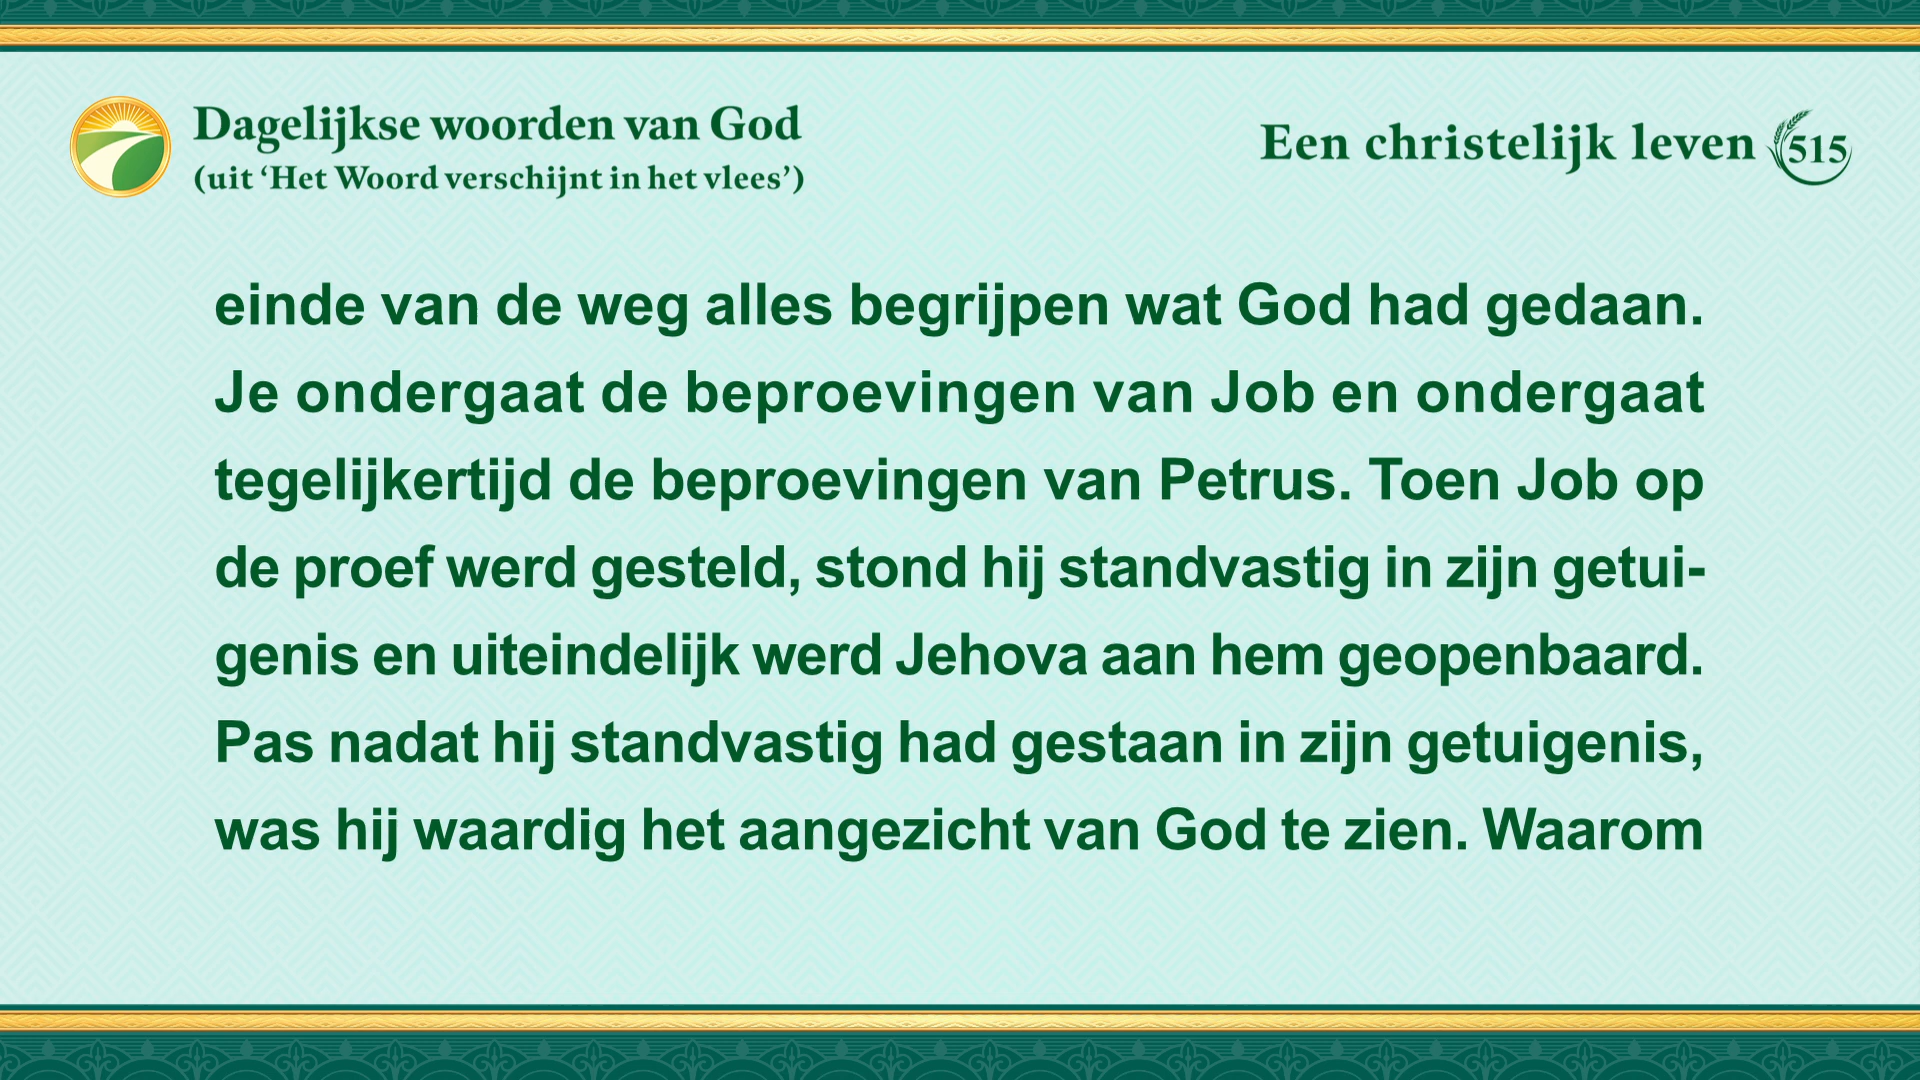 Dagelijkse woorden van God
(uit ‘Het Woord verschijnt in het vlees’)
Een christelijk leven 515
einde van de weg alles begrijpen wat God had gedaan.
Je ondergaat de beproevingen van Job en ondergaat
tegelijkertijd de beproevingen van Petrus. Toen Job op
de proef werd gesteld, stond hij standvastig in zijn getui-
genis en uiteindelijk werd Jehova aan hem geopenbaard.
Pas nadat hij standvastig had gestaan in zijn getuigenis,
was hij waardig het aangezicht van God te zien. Waarom